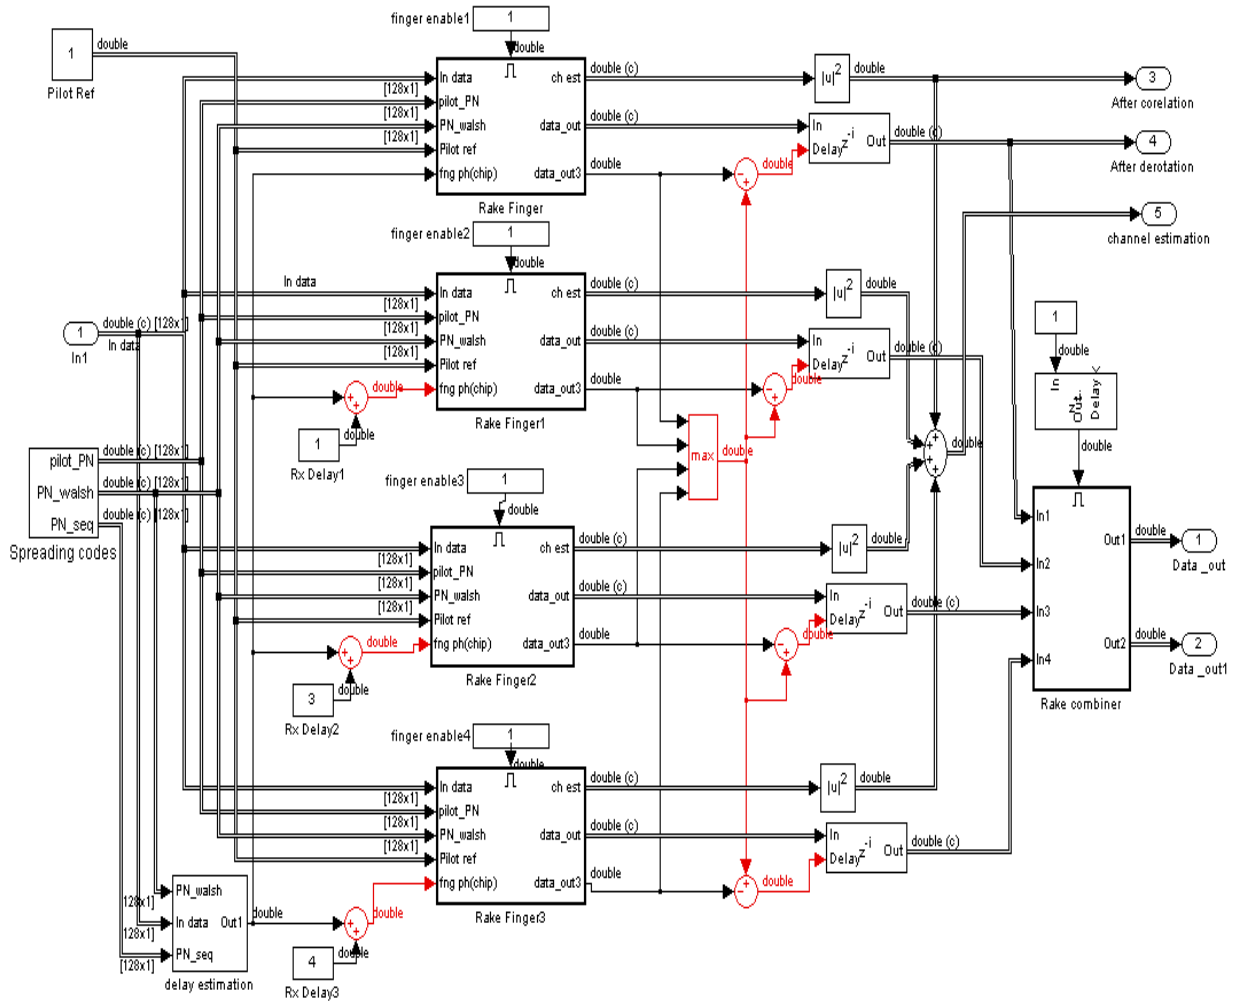 finger enable1
1
double
1
double
Pilot Ref
In data
pilot_PN
PN_walsh
Pilot ref
fng ph(chip)
ch est
data_out
data_out3
Rake Finger
[128x1]
[128x1]
[128x1]
double (c)
double (c)
double
|u|²
double
3
After corelation
In
Delay
z-i
Out
double (c)
double
4
After derotation
5
channel estimation
finger enable2
1
double
In data
In data
pilot_PN
PN_walsh
Pilot ref
fng ph(chip)
ch est
data_out
data_out3
Rake Finger1
[128x1]
[128x1]
[128x1]
double (c)
double (c)
double
|u|²
double
In
Delay
z-i
Out
double (c)
double
1
In1
double (c) [128x1]
In data
double
1
double
Rx Delay1
max
double
double
1
double
In
Out
Delay
double
pilot_PN
PN_walsh
PN_seq
Spreading codes
double (c) [128x1]
double (c) [128x1]
double (c) [128x1]
finger enable3
1
double
In data
pilot_PN
PN_walsh
Pilot ref
fng ph(chip)
ch est
data_out
data_out3
Rake Finger2
[128x1]
[128x1]
[128x1]
double (c)
double (c)
double
|u|²
double
In
Delay
z-i
Out
double (c)
double
double
3
double
Rx Delay2
In1
In2
In3
In4
Out1
Out2
Rake combiner
double
1
Data _out
double
2
Data _out1
finger enable4
1
double
In data
pilot_PN
PN_walsh
Pilot ref
fng ph(chip)
ch est
data_out
data_out3
Rake Finger3
[128x1]
[128x1]
[128x1]
double (c)
double (c)
double
|u|²
double
In
Delay
z-i
Out
double (c)
double
PN_walsh
In data
PN_seq
Out1
delay estimation
128x1]
128x1]
[128x1]
double
double
4
double
Rx Delay3